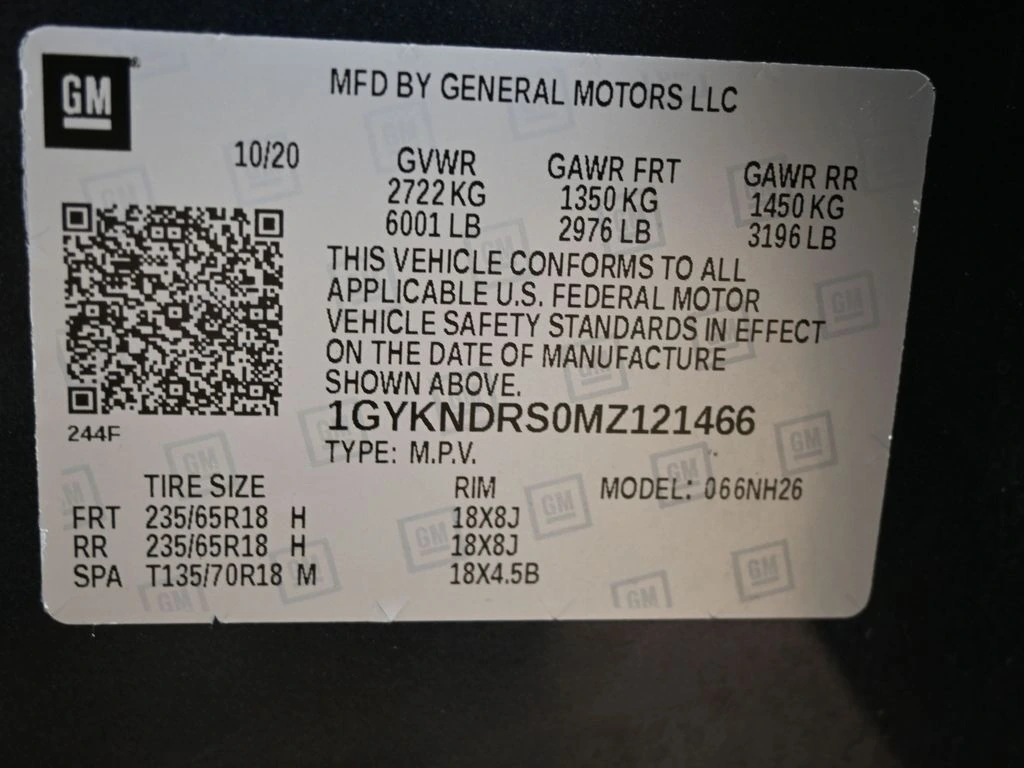 GM
MFD BY GENERAL MOTORS LLC
10/20
GVWR GAWR FRT GAWR RR
2722 KG 1350 KG 1450 KG
6001 LB 2976 LB 3196 LB
THIS VEHICLE CONFORMS TO ALL
APPLICABLE U.S. FEDERAL MOTOR
VEHICLE SAFETY STANDARDS IN EFFECT
ON THE DATE OF MANUFACTURE
SHOWN ABOVE.
1GYKNDRS0MZ121466
244F
TYPE: M.P.V.
TIRE SIZE RIM MODEL: 066NH26
FRT 235/65R18 H 18X8J
RR 235/65R18 H 18X8J
SPA T135/70R18 M 18X4.5B